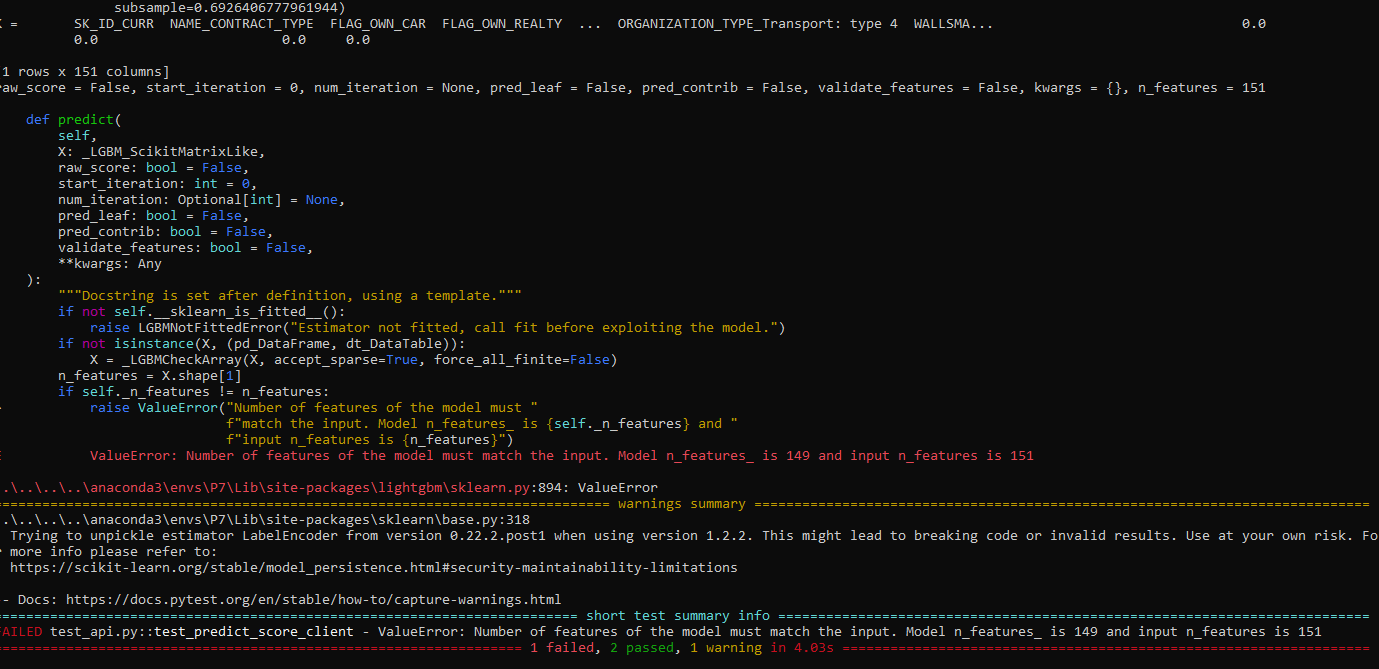 subsample=0.6926406777961944)
= SK_ID_CURR NAME_CONTRACT_TYPE FLAG_OWN_CAR FLAG_OWN_REALTY ... ORGANIZATION_TYPE_Transport: type 4 WALLSMA... 0.0
0.0 0.0 0.0
1 rows x 151 columns]
aw_score = False, start_iteration = 0, num_iteration = None, pred_leaf = False, pred_contrib = False, validate_features = False, kwargs = {}, n_features = 151
def predict(
self,
X: _LGBM_ScikitMatrixLike,
raw_score: bool = False,
start_iteration: int = 0,
num_iteration: Optional[int] = None,
pred_leaf: bool = False,
pred_contrib: bool = False,
validate_features: bool = False,
**kwargs: Any
):
"""Docstring is set after definition, using a template."""
if not self.__sklearn_is_fitted__():
raise LGBMNotFittedError("Estimator not fitted, call fit before exploiting the model.")
if not isinstance(X, (pd_DataFrame, dt_DataTable)):
X = _LGBMCheckArray(X, accept_sparse=True, force_all_finite=False)
n_features = X.shape[1]
if self._n_features != n_features:
raise ValueError("Number of features of the model must "
f"match the input. Model n_features_ is {self._n_features} and "
f"input n_features is {n_features}")
ValueError: Number of features of the model must match the input. Model n_features_ is 149 and input n_features is 151
.\..\..\..\anaconda3\envs\P7\Lib\site-packages\lightgbm\sklearn.py:894: ValueError
warnings summary
.\..\..\..\anaconda3\envs\P7\Lib\site-packages\sklearn\base.py:318
Trying to unpickle estimator LabelEncoder from version 0.22.2.post1 when using version 1.2.2. This might lead to breaking code or invalid results. Use at your own risk. Fo
more info please refer to:
https://scikit-learn.org/stable/model_persistence.html#security-maintainability-limitations
- Docs: https://docs.pytest.org/en/stable/how-to/capture-warnings.html
short test summary info
AILED test_api.py::test_predict_score_client - ValueError: Number of features of the model must match the input. Model n_features_ is 149 and input n_features is 151
1 failed, 2 passed, 1 warning in 4.03s